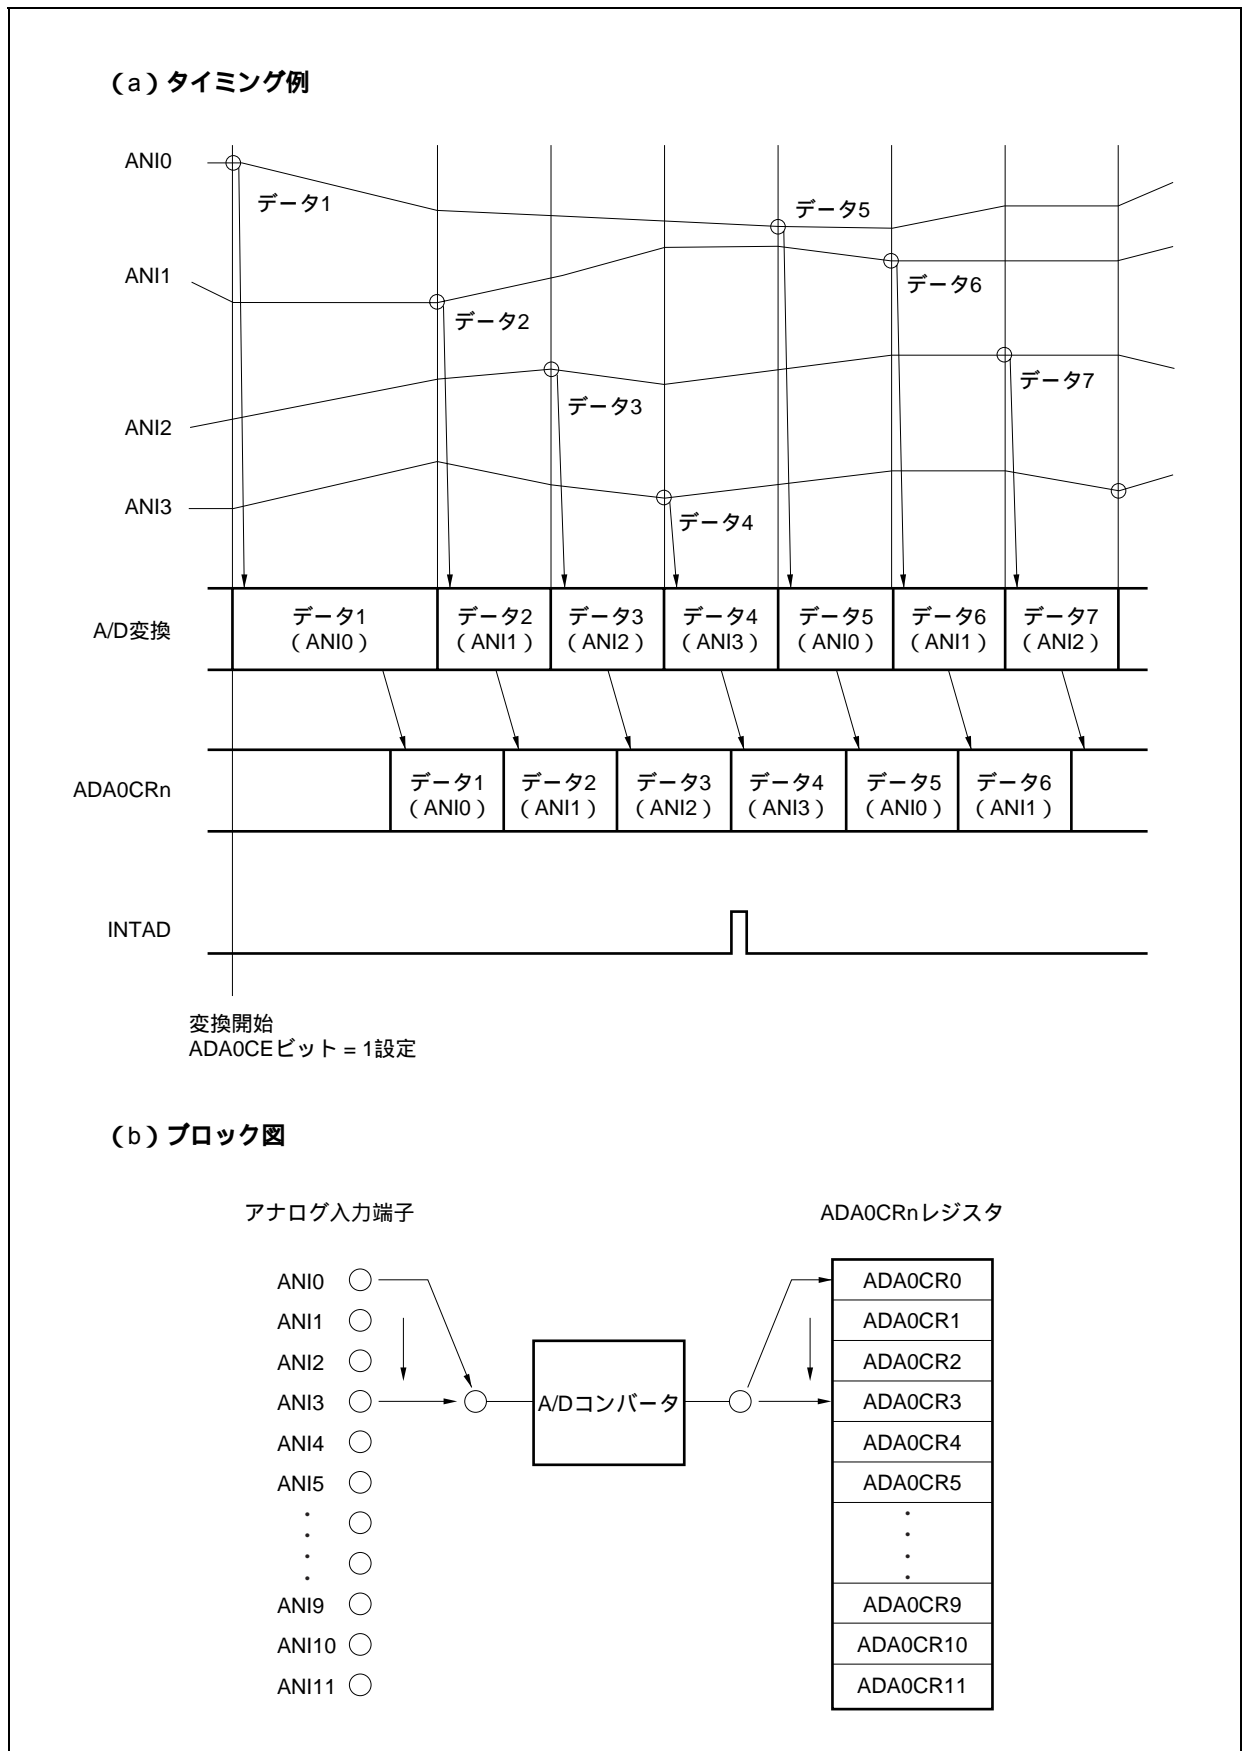 （a）タイミング例
ANI0
データ1
データ5
ANI1
データ2
データ6
データ3
データ7
ANI2
ANI3
データ4
A/D変換
データ1
（ANI0）
データ2
（ANI1）
データ3
（ANI2）
データ4
（ANI3）
データ5
（ANI0）
データ6
（ANI1）
データ7
（ANI2）
ADA0CRn
データ1
（ANI0）
データ2
（ANI1）
データ3
（ANI2）
データ4
（ANI3）
データ5
（ANI0）
データ6
（ANI1）
INTAD
変換開始
ADA0CEビット = 1設定
（b）ブロック図
アナログ入力端子
ADA0CRnレジスタ
ANI0
ANI1
ANI2
ANI3
ANI4
ANI5
ANI9
ANI10
ANI11
A/Dコンバータ
ADA0CR0
ADA0CR1
ADA0CR2
ADA0CR3
ADA0CR4
ADA0CR5
ADA0CR9
ADA0CR10
ADA0CR11